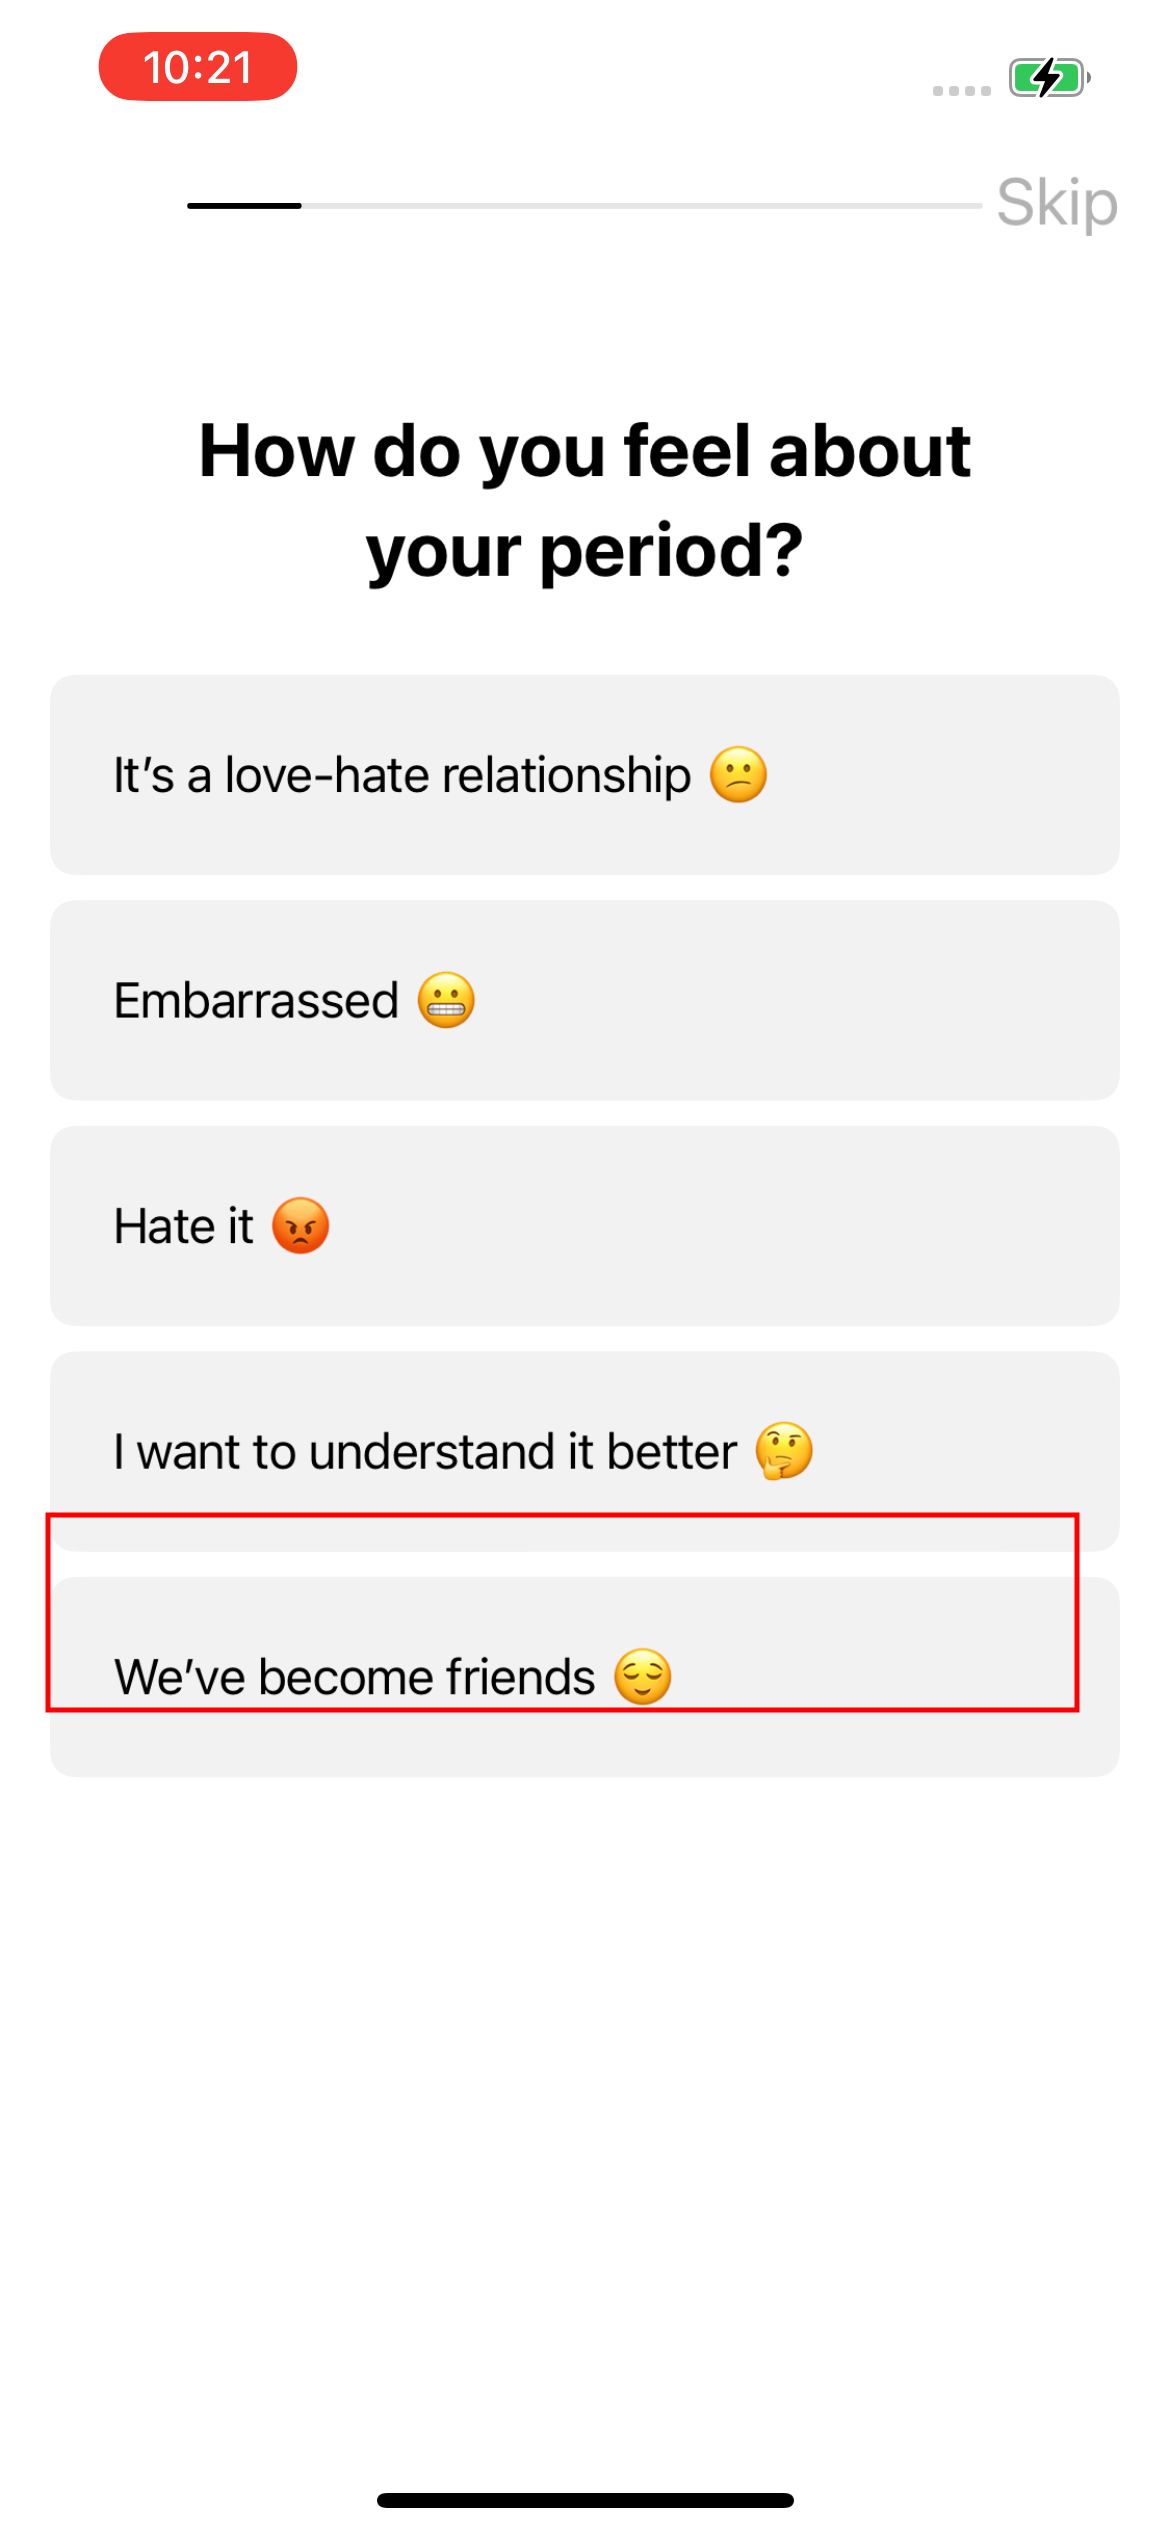 10:21
Skip
How do you feel about
your period?
It’s a love-hate relationship 😕
Embarrassed 😬
Hate it 😡
I want to understand it better 🤔
We’ve become friends 😌